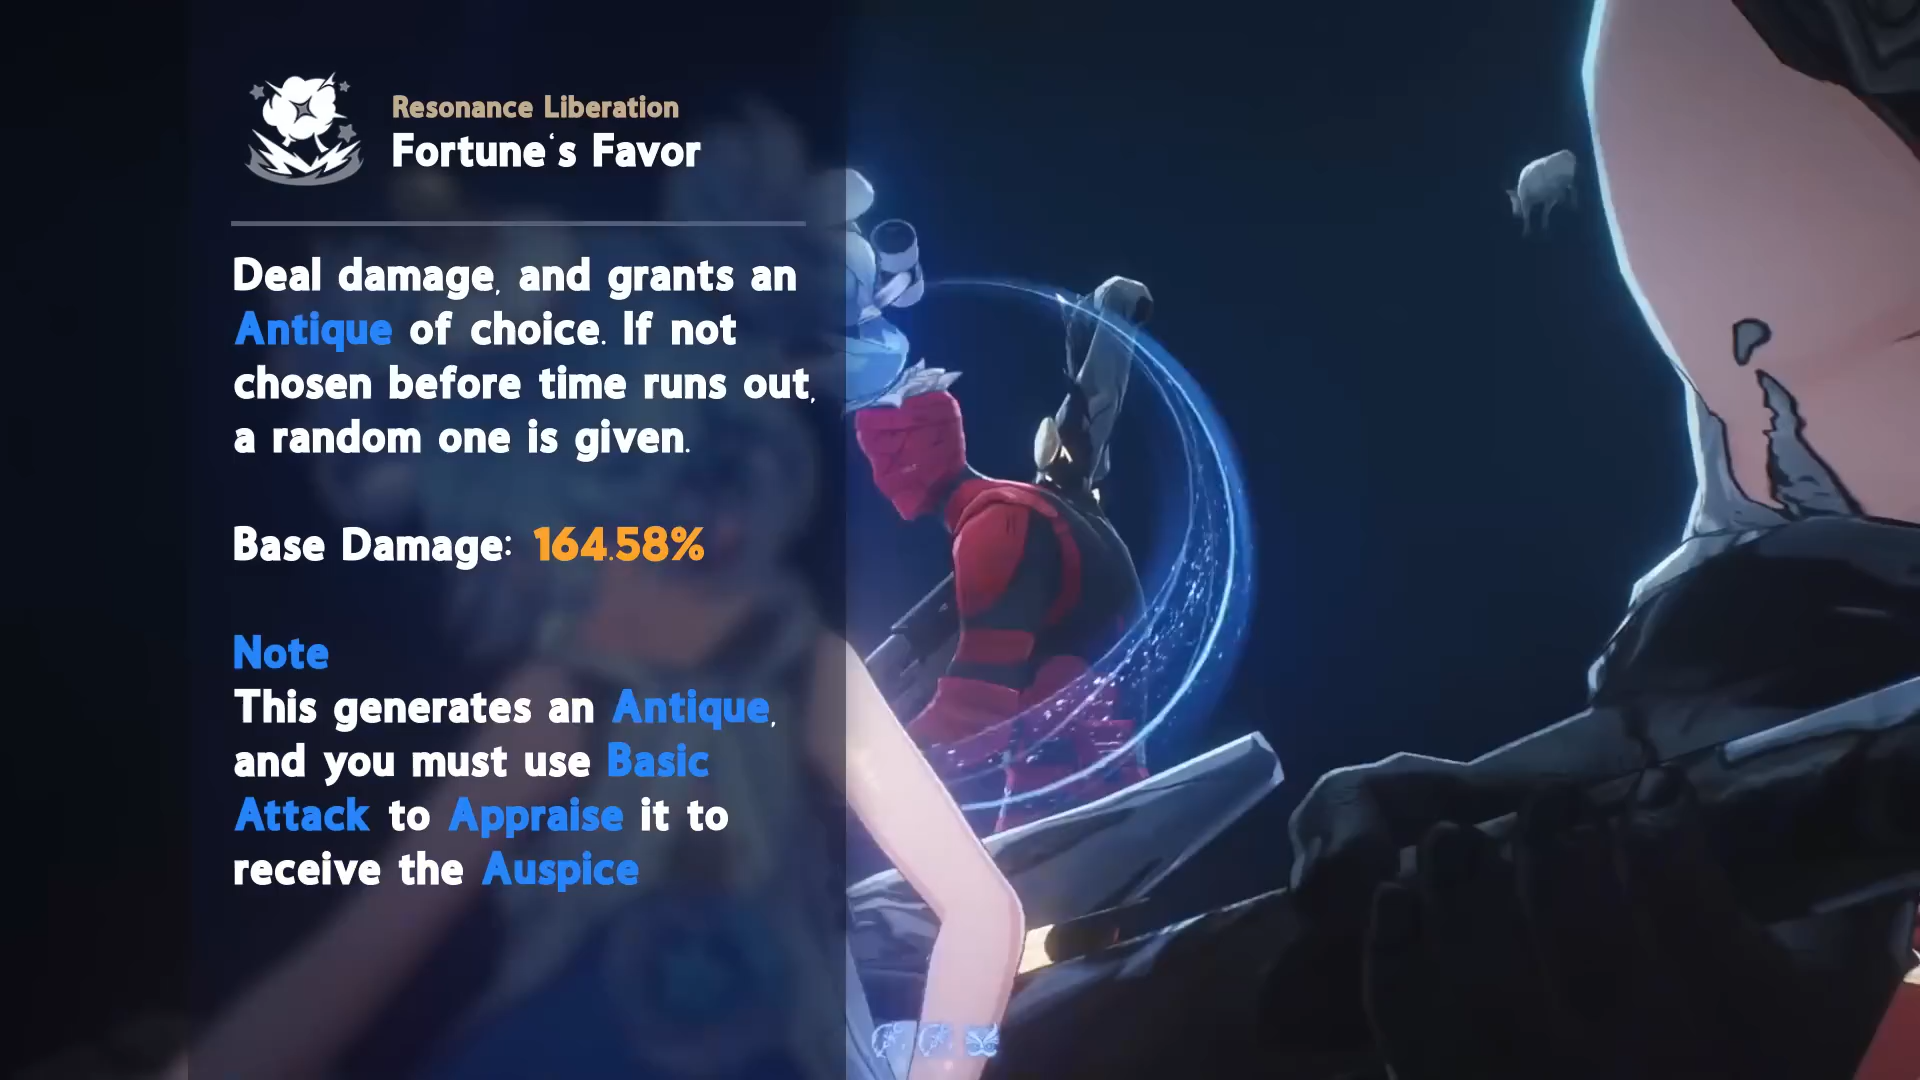 Resonance Liberation
Fortune's Favor
Deal damage, and grants an
Antique of choice. If not
chosen before time runs out,
a random one is given.
Base Damage: 164.58%
Note
This generates an Antique,
and you must use Basic
Attack to Appraise it to
receive the Auspice